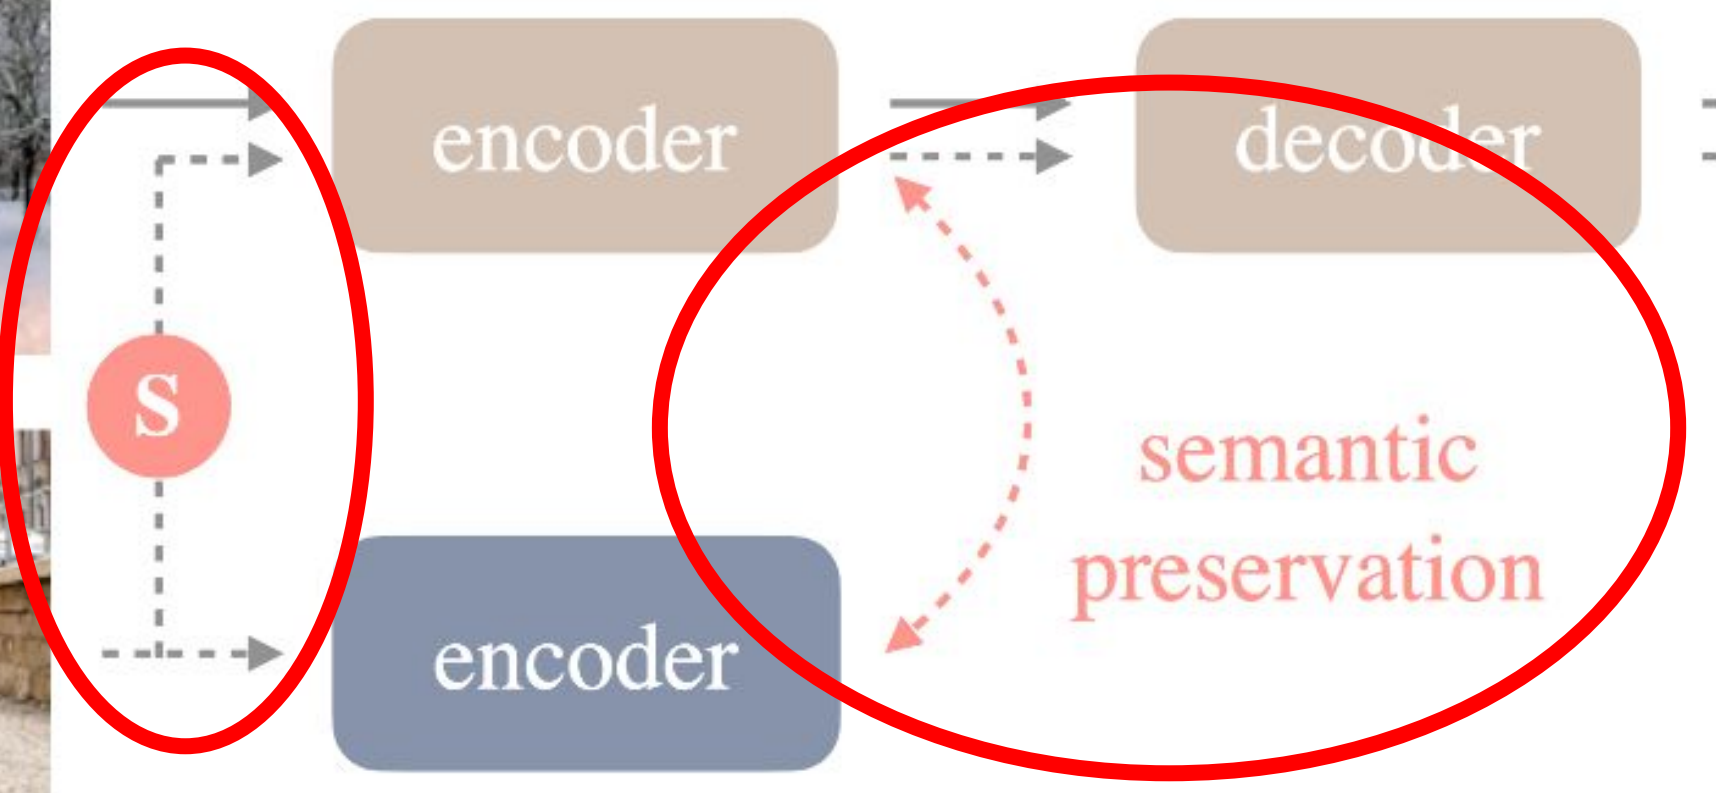 encoder
decoder
S
semantic
preservation
encoder